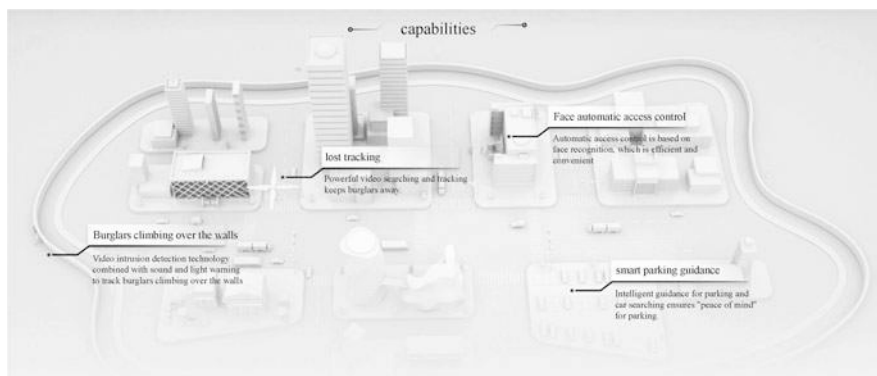 capabilities
Face automatic access control
Automatic access control is based on
face recognition, which is efficient and
convenient
lost tracking
Powerful video searching and tracking
keeps burglars away.
Burglars climbing over the walls
Video intrusion detection technology
combined with sound and light warning
to track burglars climbing over the walls
smart parking guidance
Intelligent guidance for parking and
car searching ensures "peace of mind"
for parking.